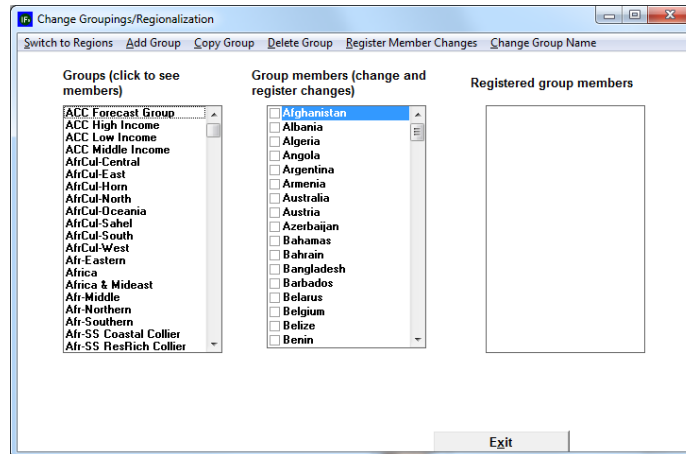 IFs Change Groupings/Regionalization
Switch to Regions Add Group Copy Group Delete Group Register Member Changes Change Group Name
Groups (click to see
members)
ACC Forecast Group
ACC High Income
ACC Low Income
ACC Middle Income
AfrCul-Central
AfrCul-East
AfrCul-Horn
AfrCul-North
AfrCul-Oceania
AfrCul-Sahel
AfrCul-South
AfrCul-West
Afr-Eastern
Africa
Africa & Mideast
Afr-Middle
Afr-Northern
Afr-Southern
Afr-SS Coastal Collier
Afr-SS ResRich Collier
Group members (change and
register changes)
Afghanistan
Albania
Algeria
Angola
Argentina
Armenia
Australia
Austria
Azerbaijan
Bahamas
Bahrain
Bangladesh
Barbados
Belarus
Belgium
Belize
Benin
Registered group members
Exit